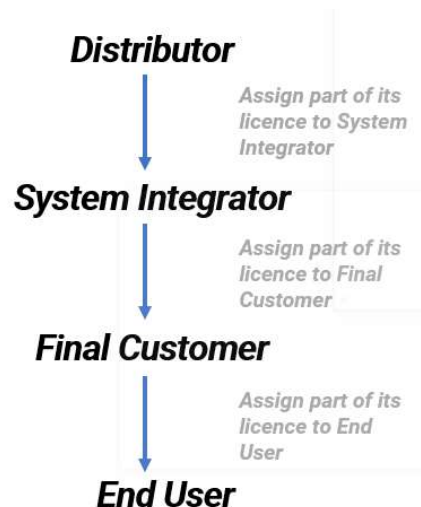 Distributor
Assign part of its
licence to System
Integrator
System Integrator
Assign part of its
licence to Final
Customer
Final Customer
Assign part of its
licence to End
User
End User